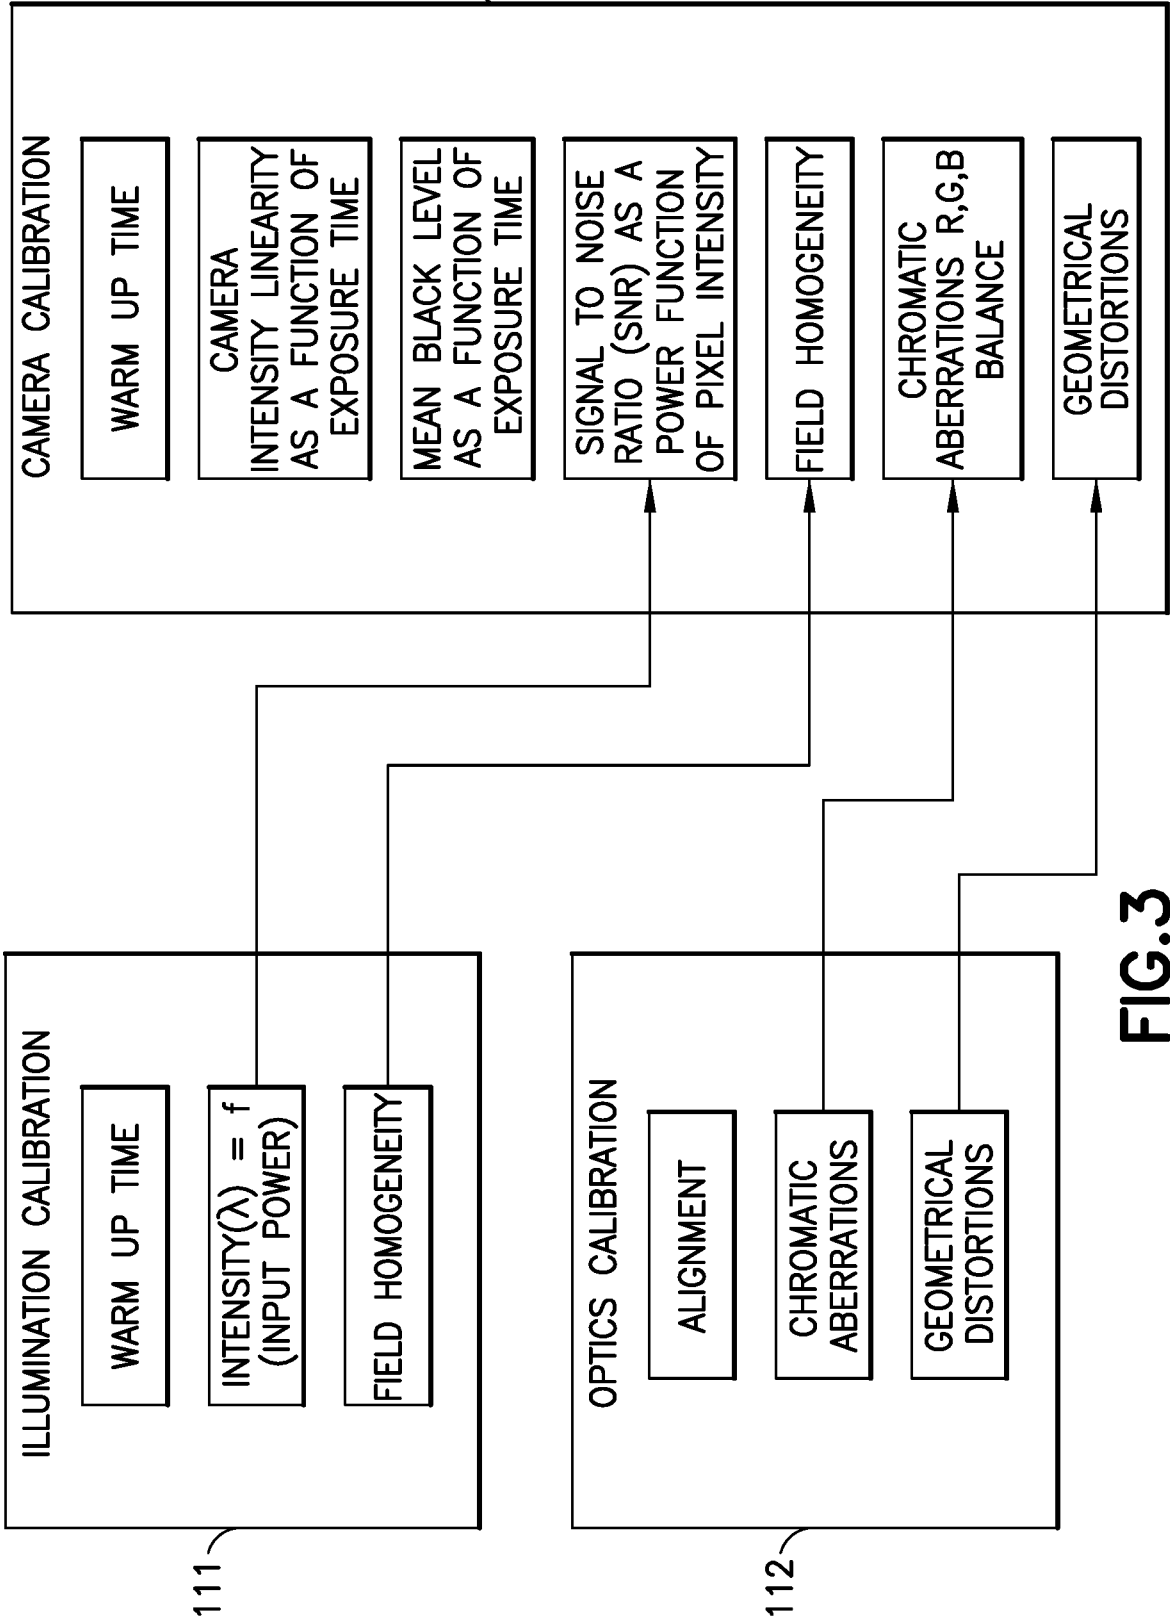 111
ILLUMINATION CALIBRATION
WARM UP TIME
INTENSITY(λ) = f
(INPUT POWER)
FIELD HOMOGENEITY
112
OPTICS CALIBRATION
ALIGNMENT
CHROMATIC
ABERRATIONS
GEOMETRICAL
DISTORTIONS
CAMERA CALIBRATION
WARM UP TIME
CAMERA
INTENSITY LINEARITY
AS A FUNCTION OF
EXPOSURE TIME
MEAN BLACK LEVEL
AS A FUNCTION OF
EXPOSURE TIME
SIGNAL TO NOISE
RATIO (SNR) AS A
POWER FUNCTION
OF PIXEL INTENSITY
FIELD HOMOGENEITY
CHROMATIC
ABERRATIONS R,G,B
BALANCE
GEOMETRICAL
DISTORTIONS
FIG.3